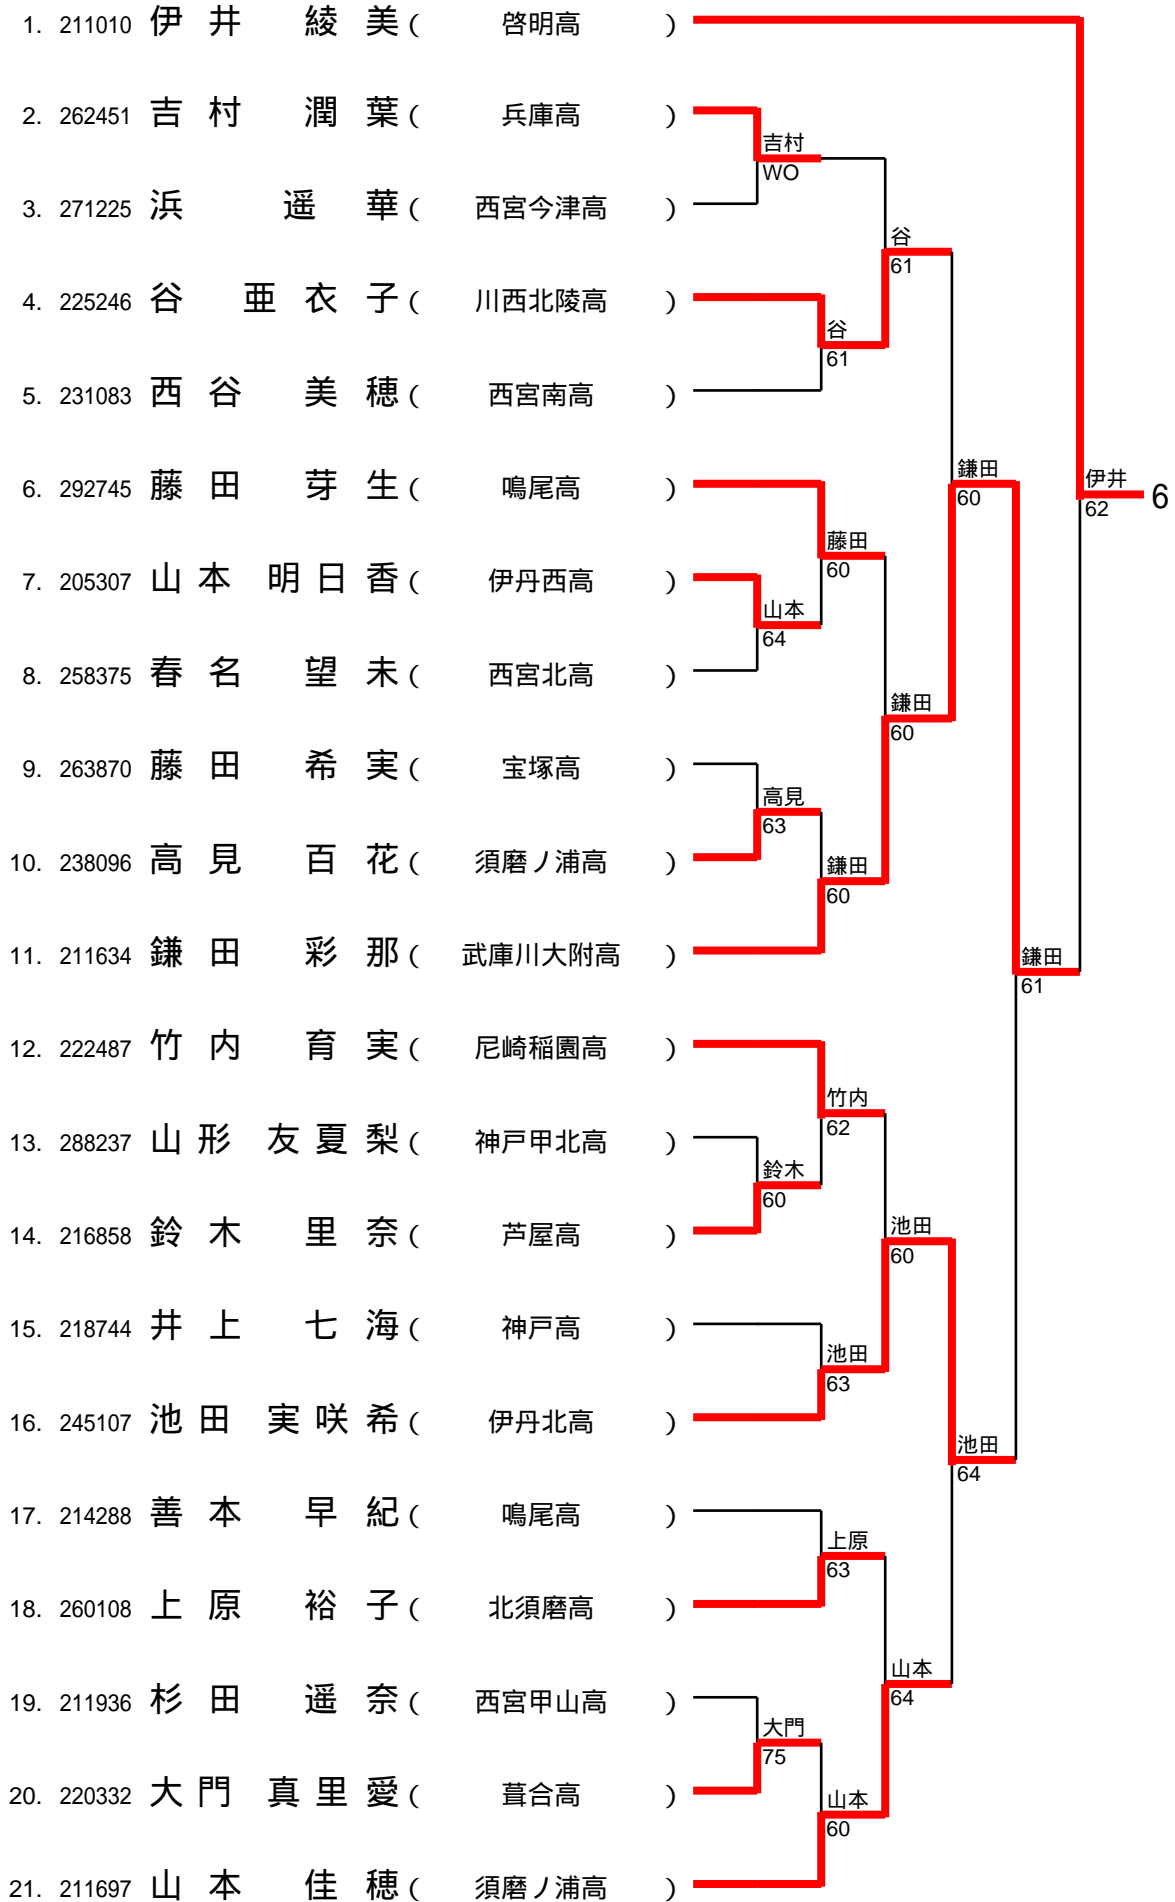 1. 211010 伊井 綾美 ( 啓明高 )
2. 262451 吉村 潤葉 ( 兵庫高 )
吉村
WO
3. 271225 浜 遥華 ( 西宮今津高 )
谷
61
4. 225246 谷 亜衣子 ( 川西北陵高 )
谷
61
5. 231083 西谷 美穂 ( 西宮南高 )
6. 292745 藤田 芽生 ( 鳴尾高 )
鎌田
60
伊井
62
6
藤田
60
7. 205307 山本 明日香 ( 伊丹西高 )
山本
64
8. 258375 春名 望未 ( 西宮北高 )
鎌田
60
9. 263870 藤田 希実 ( 宝塚高 )
高見
63
10. 238096 高見 百花 ( 須磨ノ浦高 )
鎌田
60
11. 211634 鎌田 彩那 ( 武庫川大附高 )
鎌田
61
12. 222487 竹内 育実 ( 尼崎稲園高 )
竹内
62
13. 288237 山形 友夏梨 ( 神戸甲北高 )
鈴木
60
14. 216858 鈴木 里奈 ( 芦屋高 )
池田
60
15. 218744 井上 七海 ( 神戸高 )
池田
63
16. 245107 池田 実咲希 ( 伊丹北高 )
池田
64
17. 214288 善本 早紀 ( 鳴尾高 )
上原
63
18. 260108 上原 裕子 ( 北須磨高 )
山本
64
19. 211936 杉田 遥奈 ( 西宮甲山高 )
大門
75
20. 220332 大門 真里愛 ( 葺合高 )
山本
60
21. 211697 山本 佳穂 ( 須磨ノ浦高 )